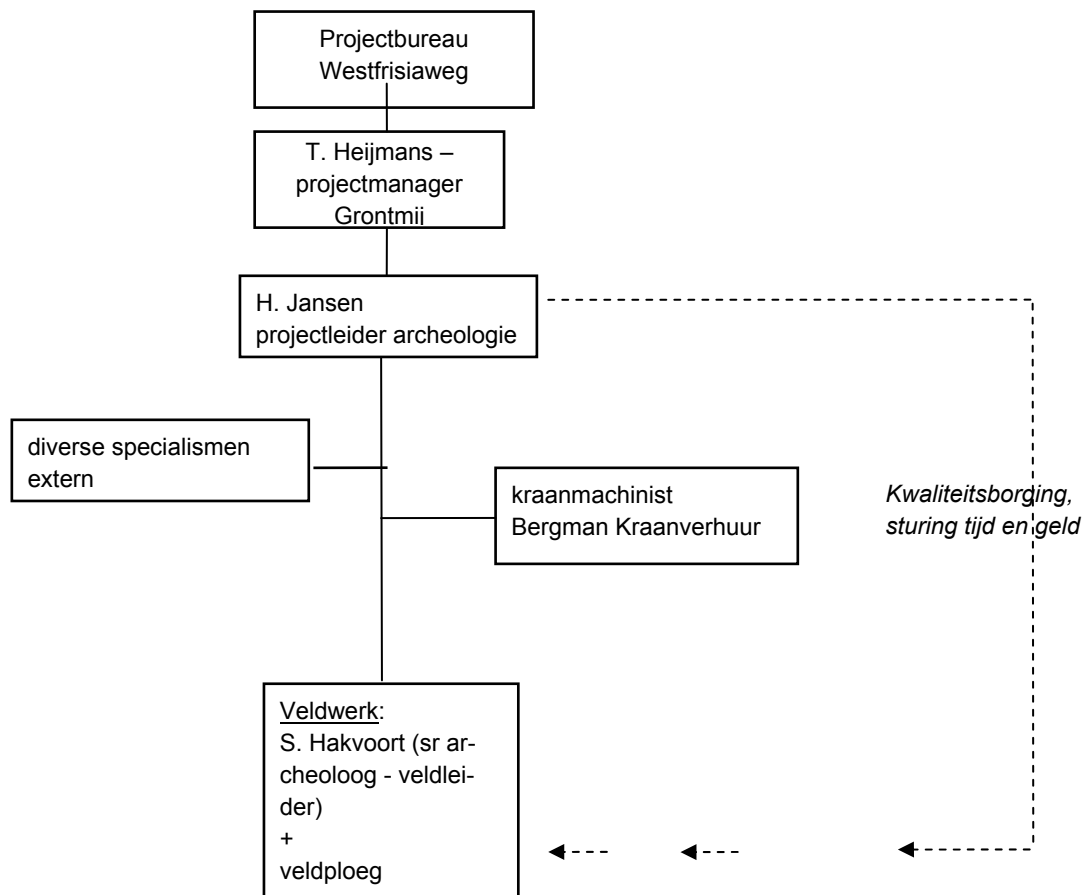 Projectbureau
Westfrisiaweg
T. Heijmans –
projectmanager
Grontmij
H. Jansen
projectleider archeologie
diverse specialismen
extern
kraanmachinist
Bergman Kraanverhuur
Kwaliteitsborging,
sturing tijd en geld
Veldwerk:
S. Hakvoort (sr ar-
cheoloog - veldlei-
der)
+
veldploeg